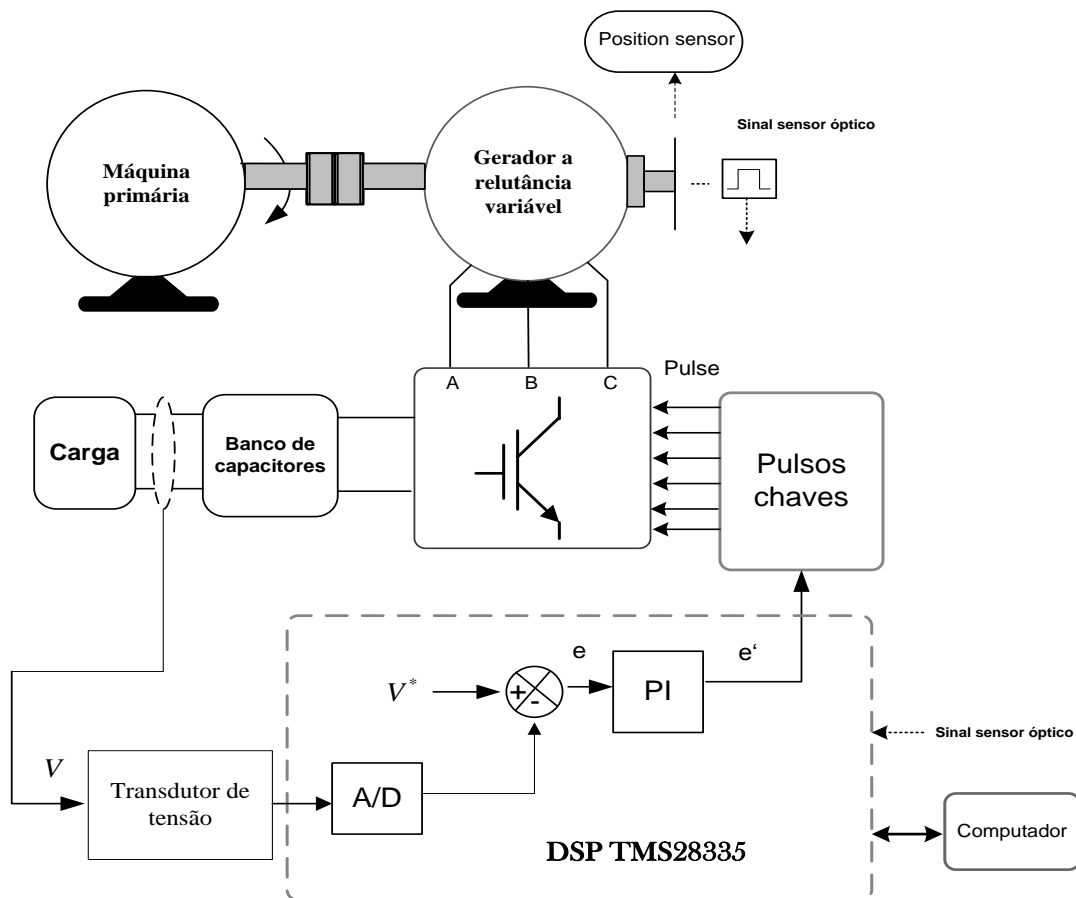 Position sensor
Sinal sensor óptico
Máquina
primária
Gerador a
relutância
variável
A
B
C
Pulse
Carga
Banco de
capacitores
Pulsos
chaves
e
e‘
V*
+
-
PI
Sinal sensor óptico
V
Transdutor de
tensão
A/D
Computador
DSP TMS28335